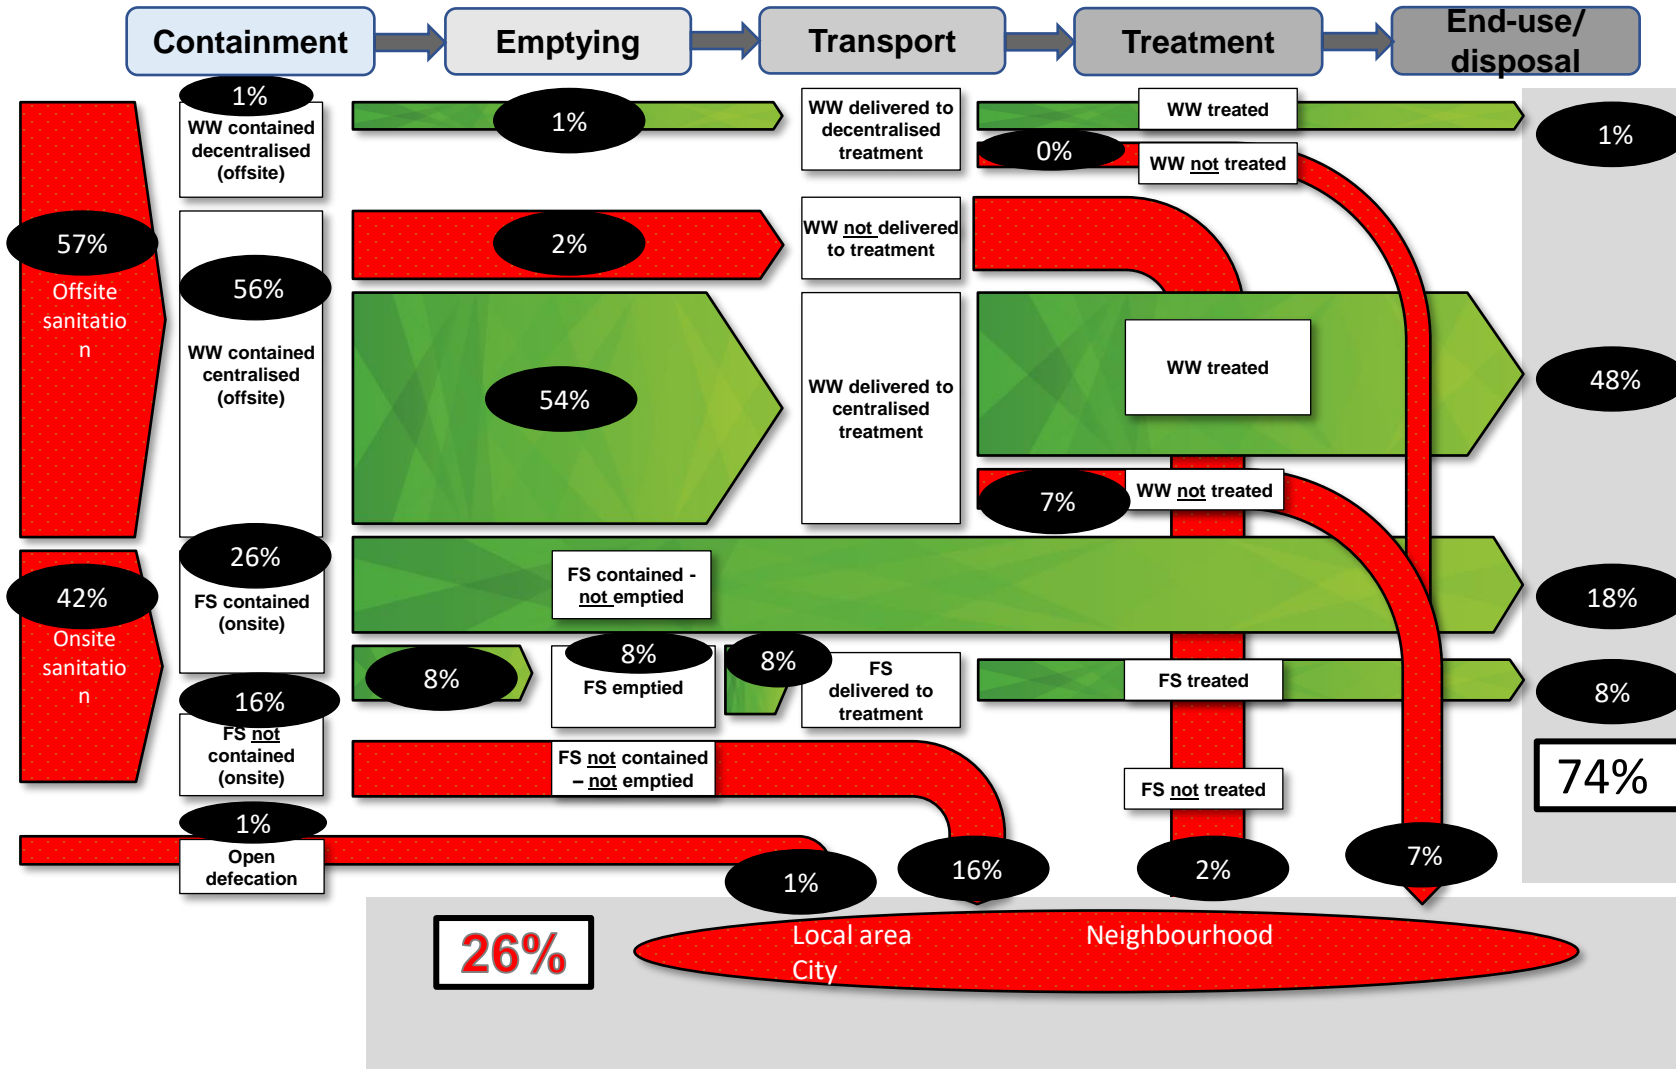 Containment
Emptying
Transport
Treatment
End-use/
disposal
1%
WW contained
decentralised
(offsite)
1%
WW delivered to
decentralised
treatment
WW treated
0%
WW not treated
1%
57%
Offsite
sanitatio
n
56%
WW contained
centralised
(offsite)
2%
WW not delivered
to treatment
54%
WW delivered to
centralised
treatment
WW treated
48%
7%
WW not treated
42%
Onsite
sanitatio
n
26%
FS contained
(onsite)
FS contained -
not emptied
18%
8%
8%
FS emptied
8%
FS
delivered to
treatment
FS treated
8%
16%
FS not
contained
(onsite)
FS not contained
– not emptied
FS not treated
74%
1%
Open
defecation
1%
16%
2%
7%
26%
Local area
City
Neighbourhood